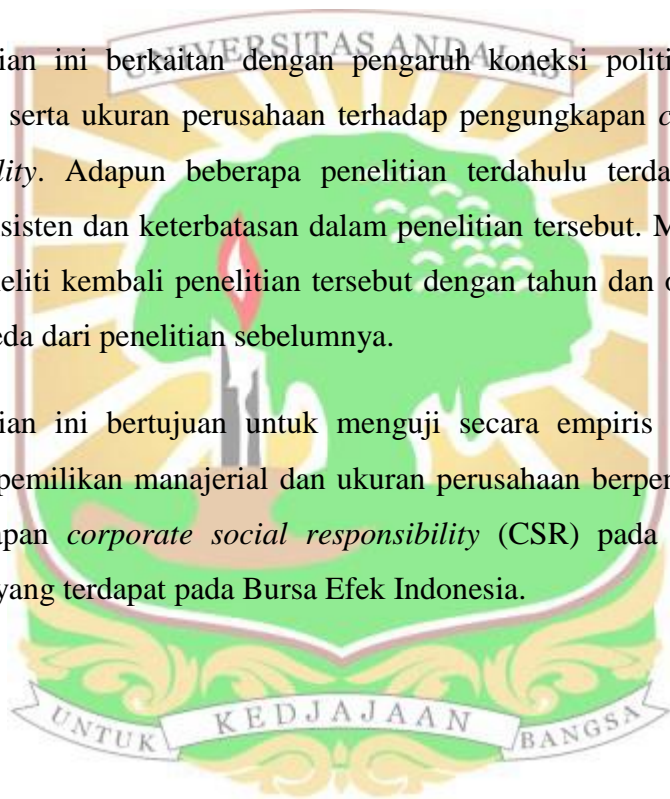 UNIVERSITAS ANDALAS
ian ini berkaitan dengan pengaruh koneksi politi
serta ukuran perusahaan terhadap pengungkapan c
lity. Adapun beberapa penelitian terdahulu terda
sisten dan keterbatasan dalam penelitian tersebut. M
eliti kembali penelitian tersebut dengan tahun dan o
eda dari penelitian sebelumnya.
ian ini bertujuan untuk menguji secara empiris
pemilikan manajerial dan ukuran perusahaan berper
apan corporate social responsibility (CSR) pada
yang terdapat pada Bursa Efek Indonesia.
UNTUK KEDJAJAAN BANGSA